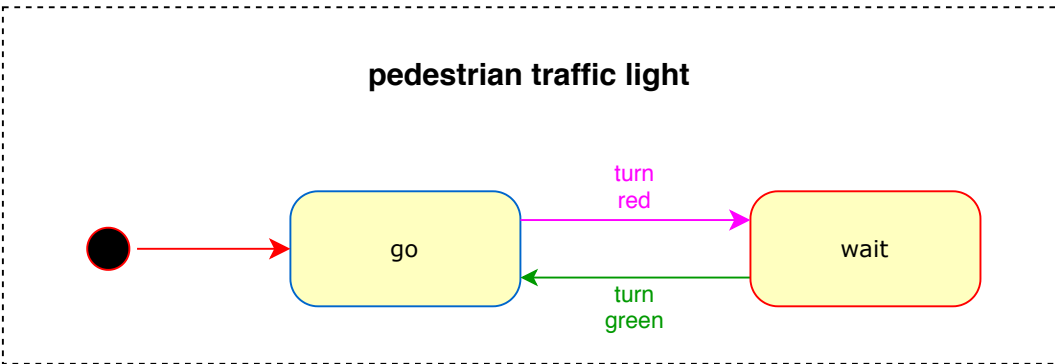 pedestrian traffic light
turn
red
go
wait
turn
green